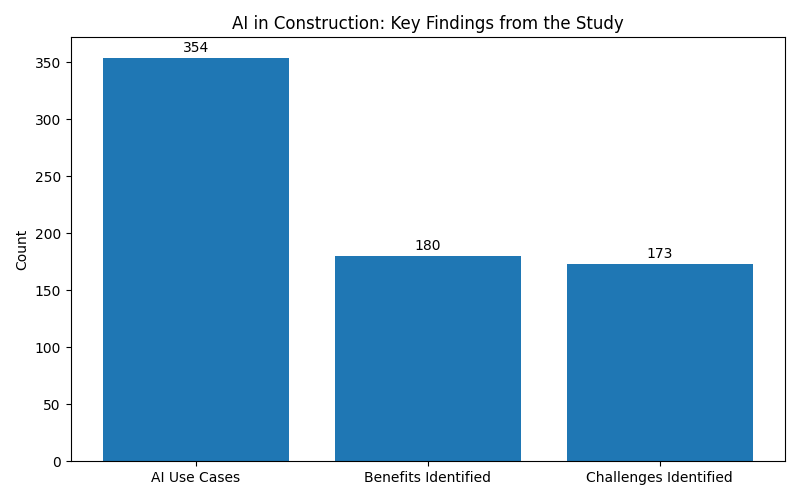 AI in Construction: Key Findings from the Study
354
350
300
250
200
150
100
50
0
Count
180
173
AI Use Cases
Benefits Identified
Challenges Identified